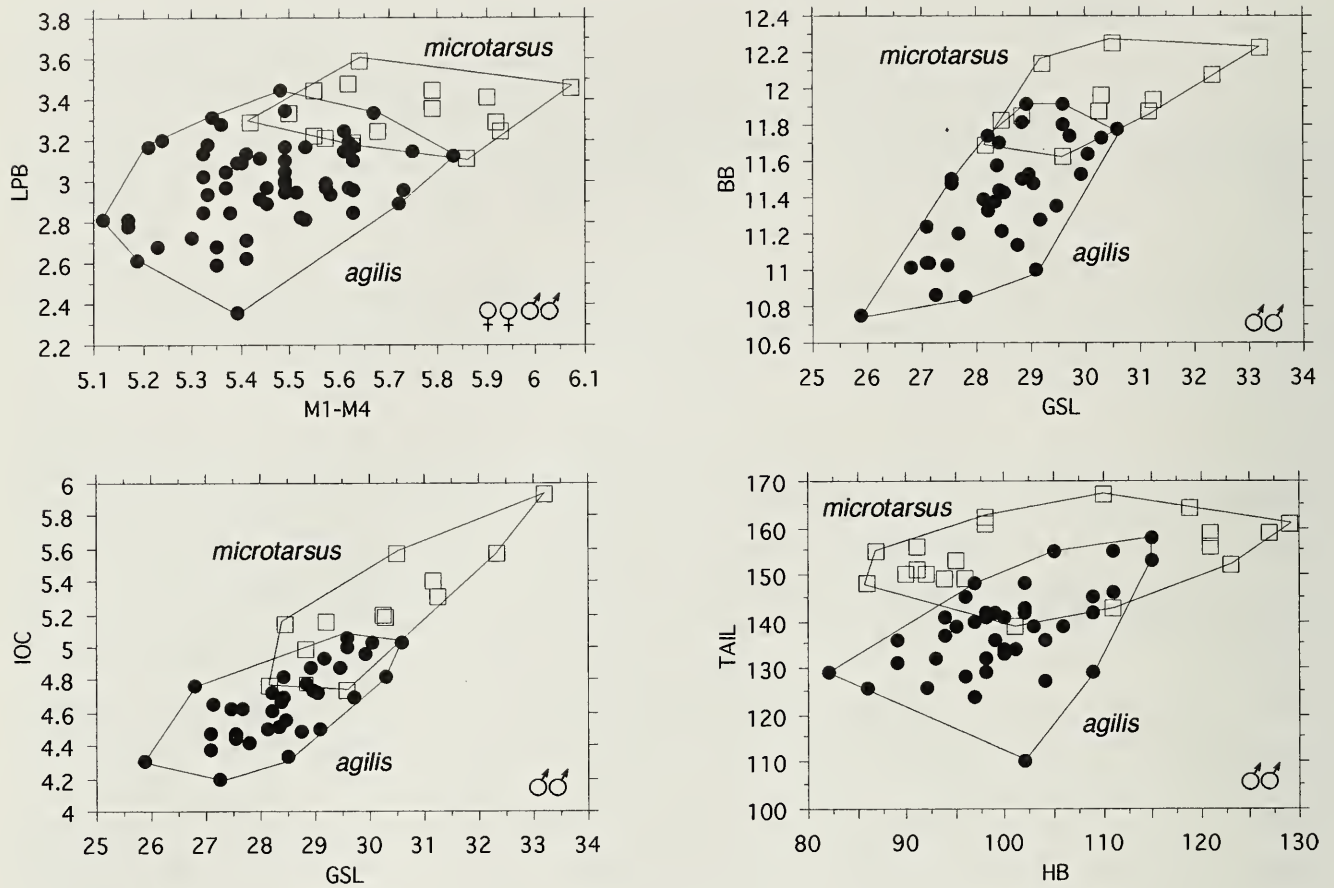 3.8
3.6
3.4
3.2
3
2.8
2.6
2.4
2.2
LPB
microtarsus
agilis
♀♀♂♂
5.1 5.2 5.3 5.4 5.5 5.6 5.7 5.8 5.9 6 6.1
M1-M4
12.4
12.2
12
11.8
11.6
11.4
11.2
11
10.8
10.6
BB
microtarsus
agilis
♂♂
25 26 27 28 29 30 31 32 33 34
GSL
6
5.8
5.6
5.4
5.2
5
4.8
4.6
4.4
4.2
4
IOC
microtarsus
agilis
♂♂
25 26 27 28 29 30 31 32 33 34
GSL
170
160
150
140
130
120
110
100
TAIL
microtarsus
agilis
♂♂
80 90 100 110 120 130
HB